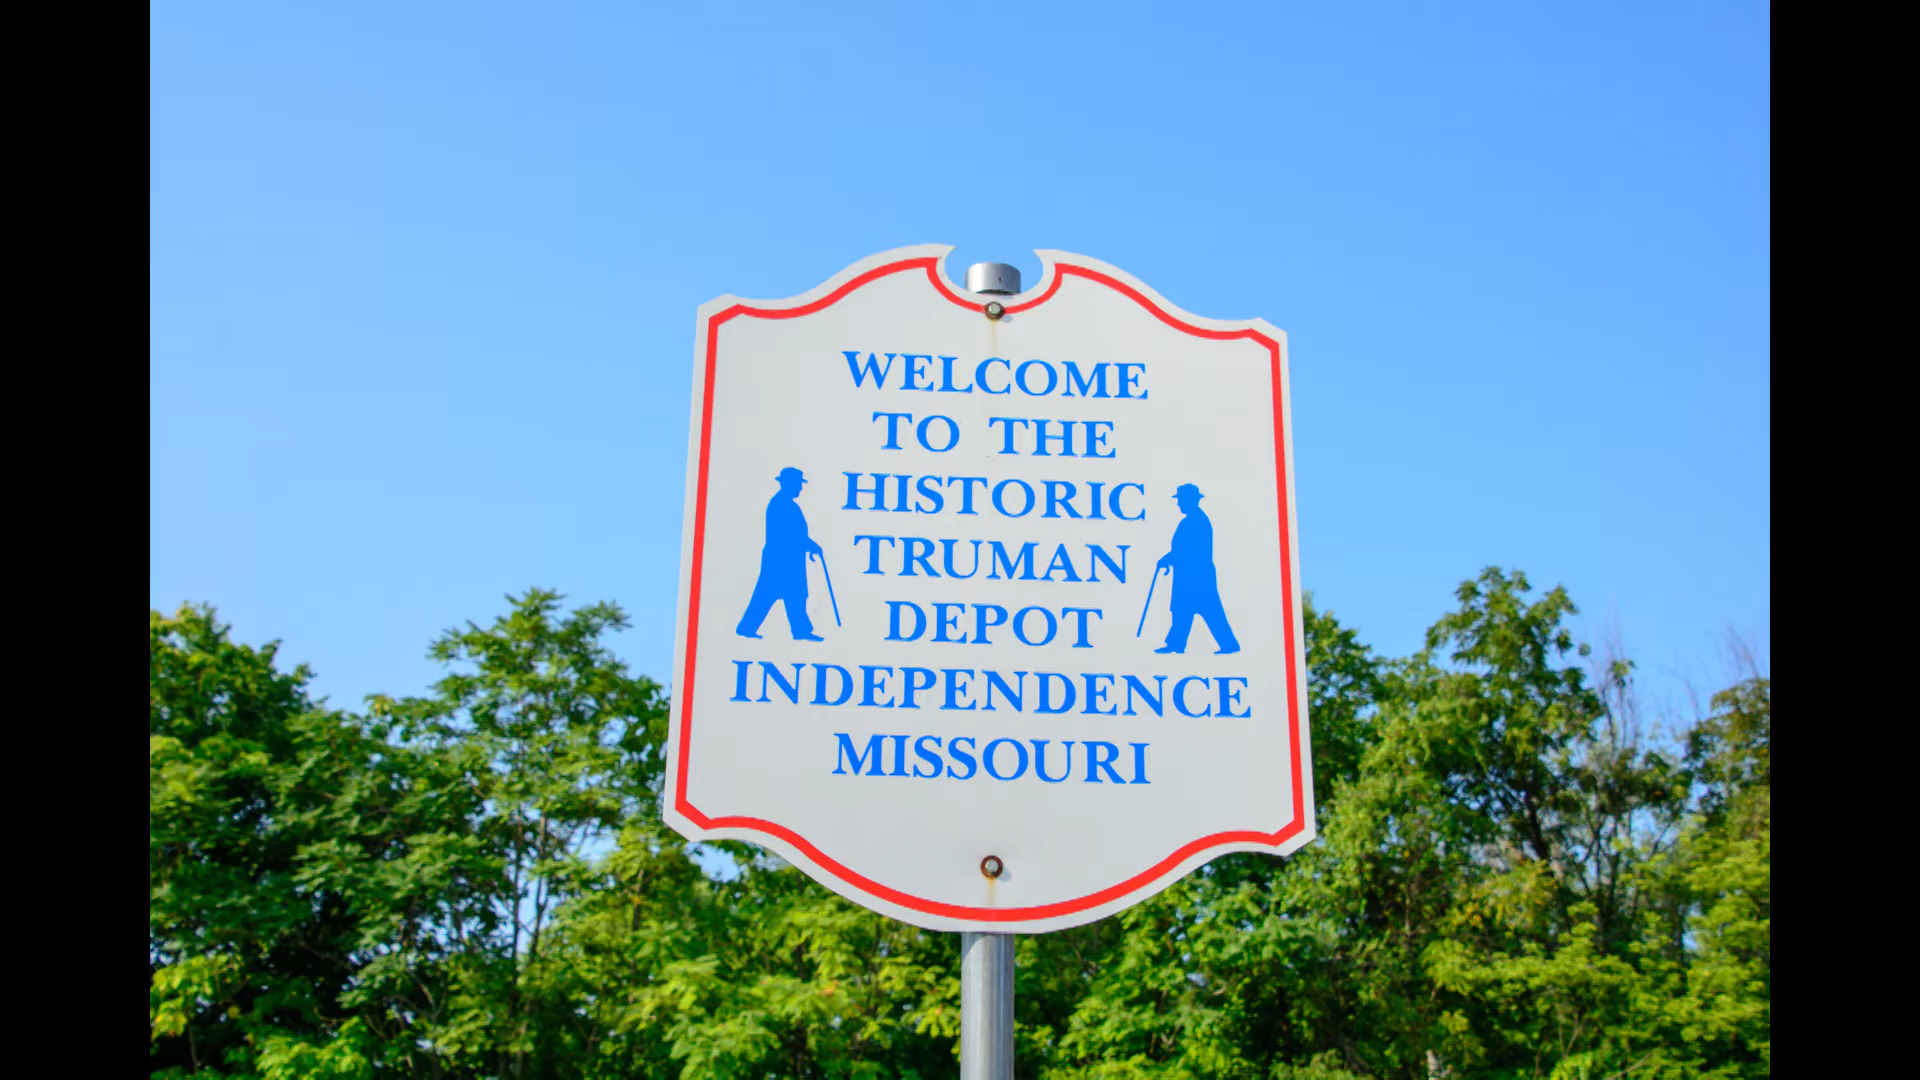 WELCOME
TO THE
HISTORIC
TRUMAN
DEPOT
INDEPENDENCE
MISSOURI